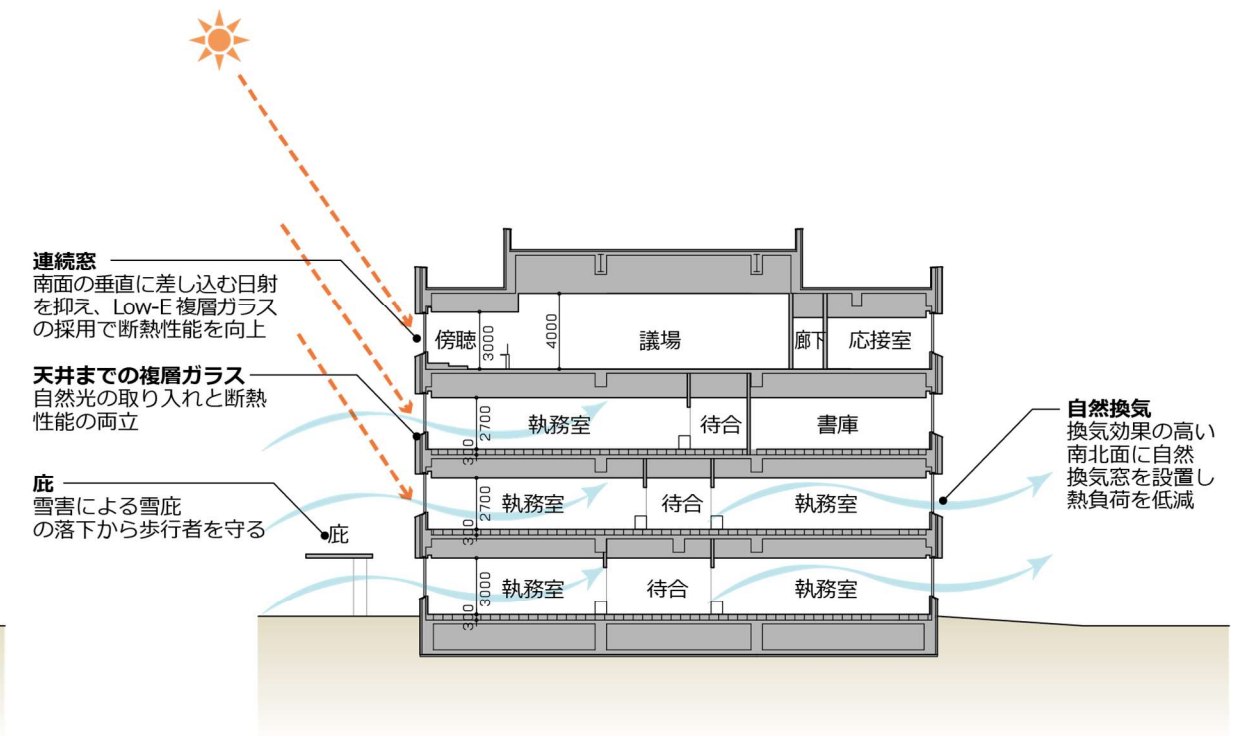 連続窓
南面の垂直に差し込む日射
を抑え、Low-E 複層ガラス
の採用で断熱性能を向上
天井までの複層ガラス
自然光の取り入れと断熱
性能の両立
庇
雪害による雪庇
の落下から歩行者を守る
庇
傍聴
3000
4000
議場
廊下
応接室
2700
300
執務室
待合
書庫
2700
300
執務室
待合
執務室
3000
300
執務室
待合
執務室
自然換気
換気効果の高い
南北面に自然
換気窓を設置し
熱負荷を低減